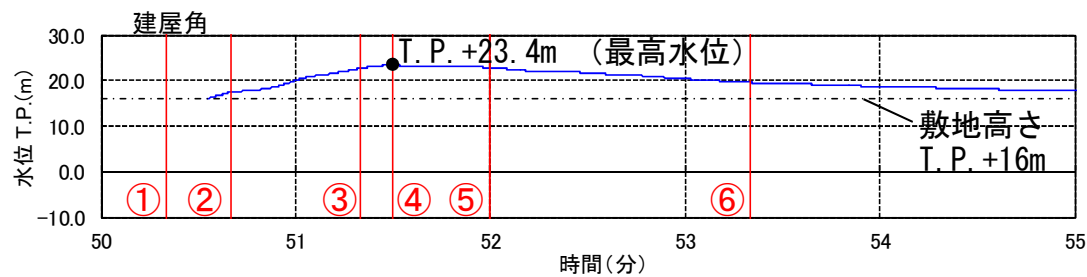 建屋角
30.0
20.0
10.0
0.0
-10.0
水位 T.P.(m)
T.P.+23.4m (最高水位)
敷地高さ
T.P.+16m
① ② ③ ④ ⑤ ⑥
50 51 52 53 54 55
時間(分)